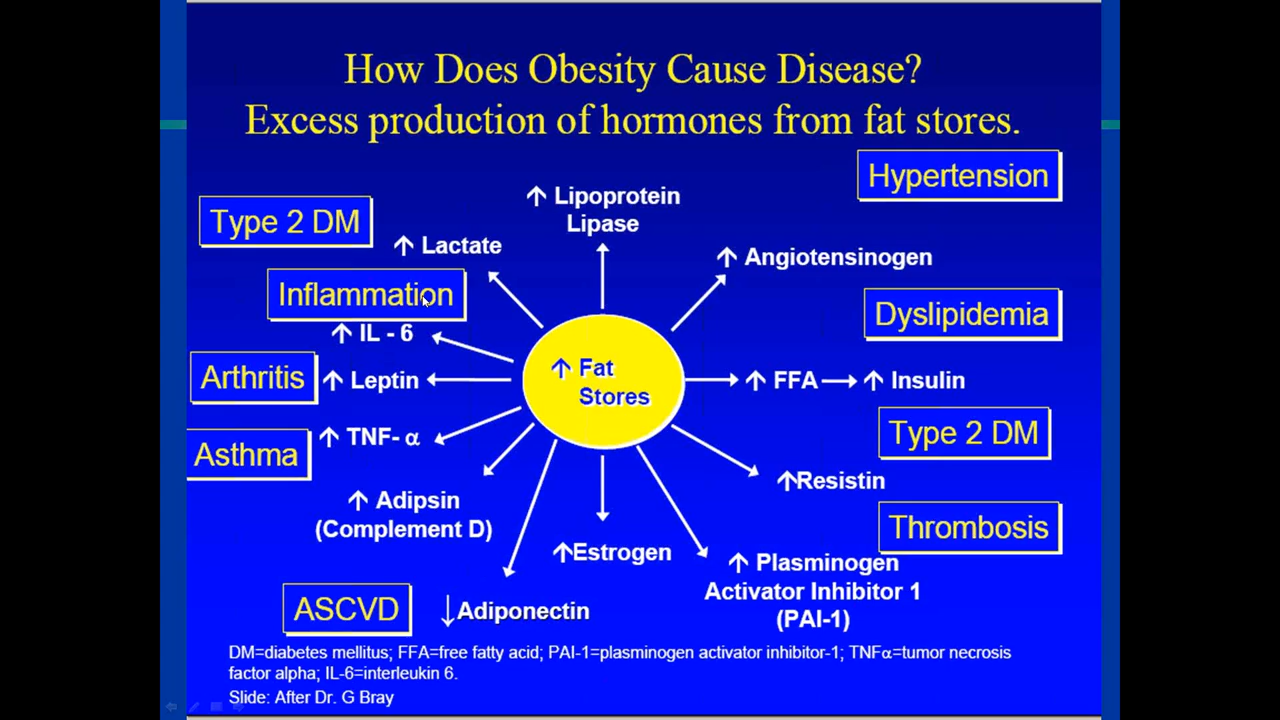 How Does Obesity Cause Disease?
Excess production of hormones from fat stores.
Hypertension
Type 2 DM
↑ Lipoprotein
Lipase
↑ Lactate
↑ Angiotensinogen
Inflammation
Dyslipidemia
↑ IL - 6
↑ Fat
Stores
Arthritis
↑ Leptin
↑ FFA → ↑ Insulin
Type 2 DM
↑ TNF- α
Asthma
↑Resistin
↑ Adipsin
(Complement D)
Thrombosis
↑Estrogen
↑ Plasminogen
Activator Inhibitor 1
(PAI-1)
ASCVD
↓Adiponectin
DM=diabetes mellitus; FFA=free fatty acid; PAI-1=plasminogen activator inhibitor-1; TNFα=tumor necrosis
factor alpha; IL-6=interleukin 6.
Slide: After Dr. G Bray